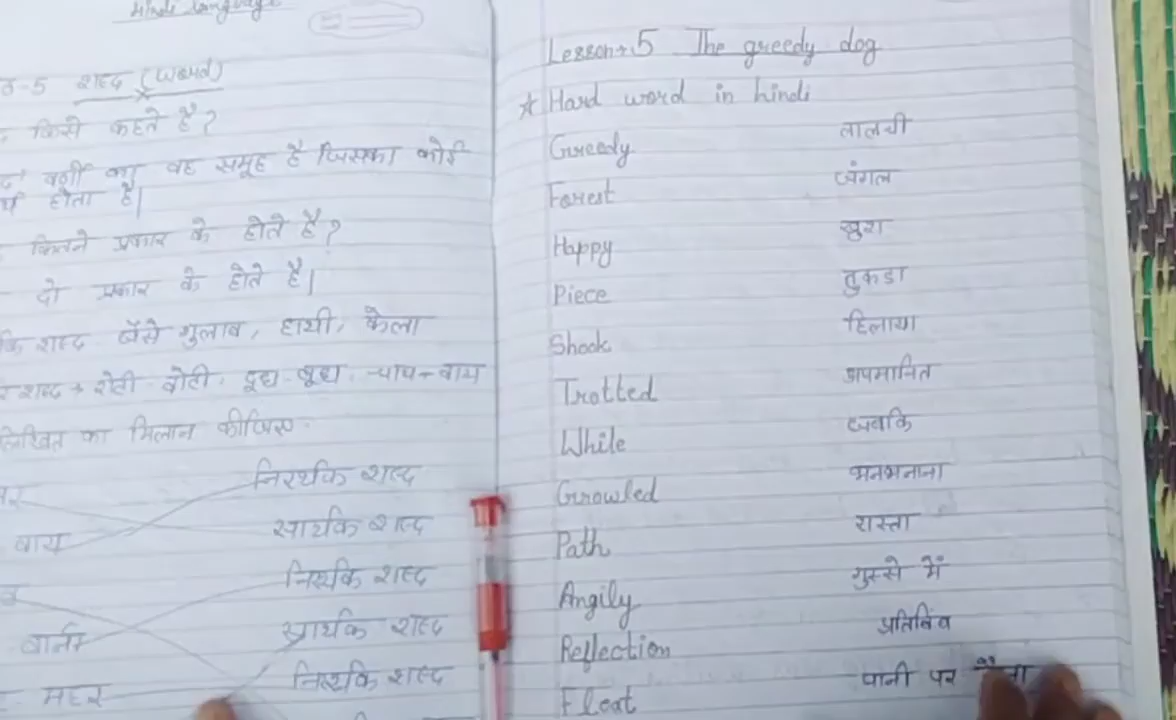 Hindi language
शब्द (Word)
किसे कहते है?
वर्णो का वह समूह है जिसका कोई
होता है।
कितने प्रकार के होते है?
दो प्रकार के होते है।
शब्द जैसे गुलाब, हाथी, केला
शब्द → रोटी-वोटी, दूध-वूध, चाय-वाय
का मिलान कीजिए
निरर्थक शब्द
वाय सार्थक शब्द
निरर्थक शब्द
सार्थक शब्द
मटर निरर्थक शब्द
Lesson → 5 The greedy dog
☆ Hard word in hindi
Greedy लालची
Forest जंगल
Happy खुश
Piece तुकडा
Shook हिलाया
Trotted अपमानित
While जबकि
Growled भनभनाना
Path रास्ता
Angily गुस्से में
Reflection प्रतिबिंब
Float पानी पर